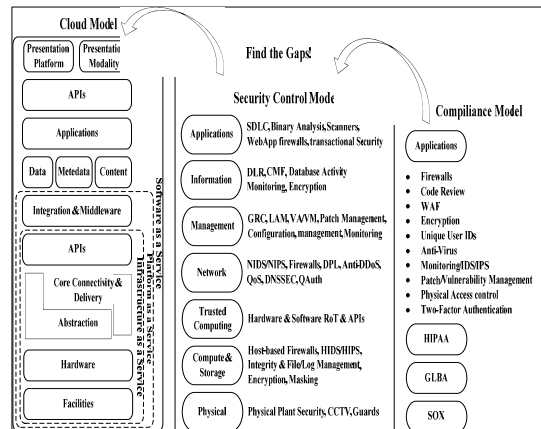 Cloud Model
Presentation
Platform
Presentatio
Modality
APIs
Applications
Data
Metedata
Content
Integration & Middleware
APIs
Core Connectivity &
Delivery
Abstraction
Hardware
Facilities
Software as a Service
Platform as a Service
Infrastructure as a Service
Find the Gaps!
Security Control Mode
Applications
SDLC, Binary Analysis, Scanners,
WebApp firewalls, transactional Security
Information
DLR, CMF, Database Activity
Monitoring, Encryption
Management
GRC, LAM, VA/VM, Patch Management,
Configuration, management, Monitoring
Network
NIDS/NIPS, Firewalls, DPL, Anti-DDoS,
QoS, DNSSEC, QAuth
Trusted
Computing
Hardware & Software RoT & APIs
Compute &
Storage
Host-based Firewalls, HIDS/HIPS,
Integrity & File/Log Management,
Encryption, Masking
Physical
Physical Plant Security, CCTV, Guards
Compiliance Model
Applications
• Firewalls
• Code Review
• WAF
• Encryption
• Unique User IDs
• Anti-Virus
• Monitoring/IDS/IPS
• Patch/Vulnerability Management
• Physical Access control
• Two-Factor Authentication
HIPAA
GLBA
SOX